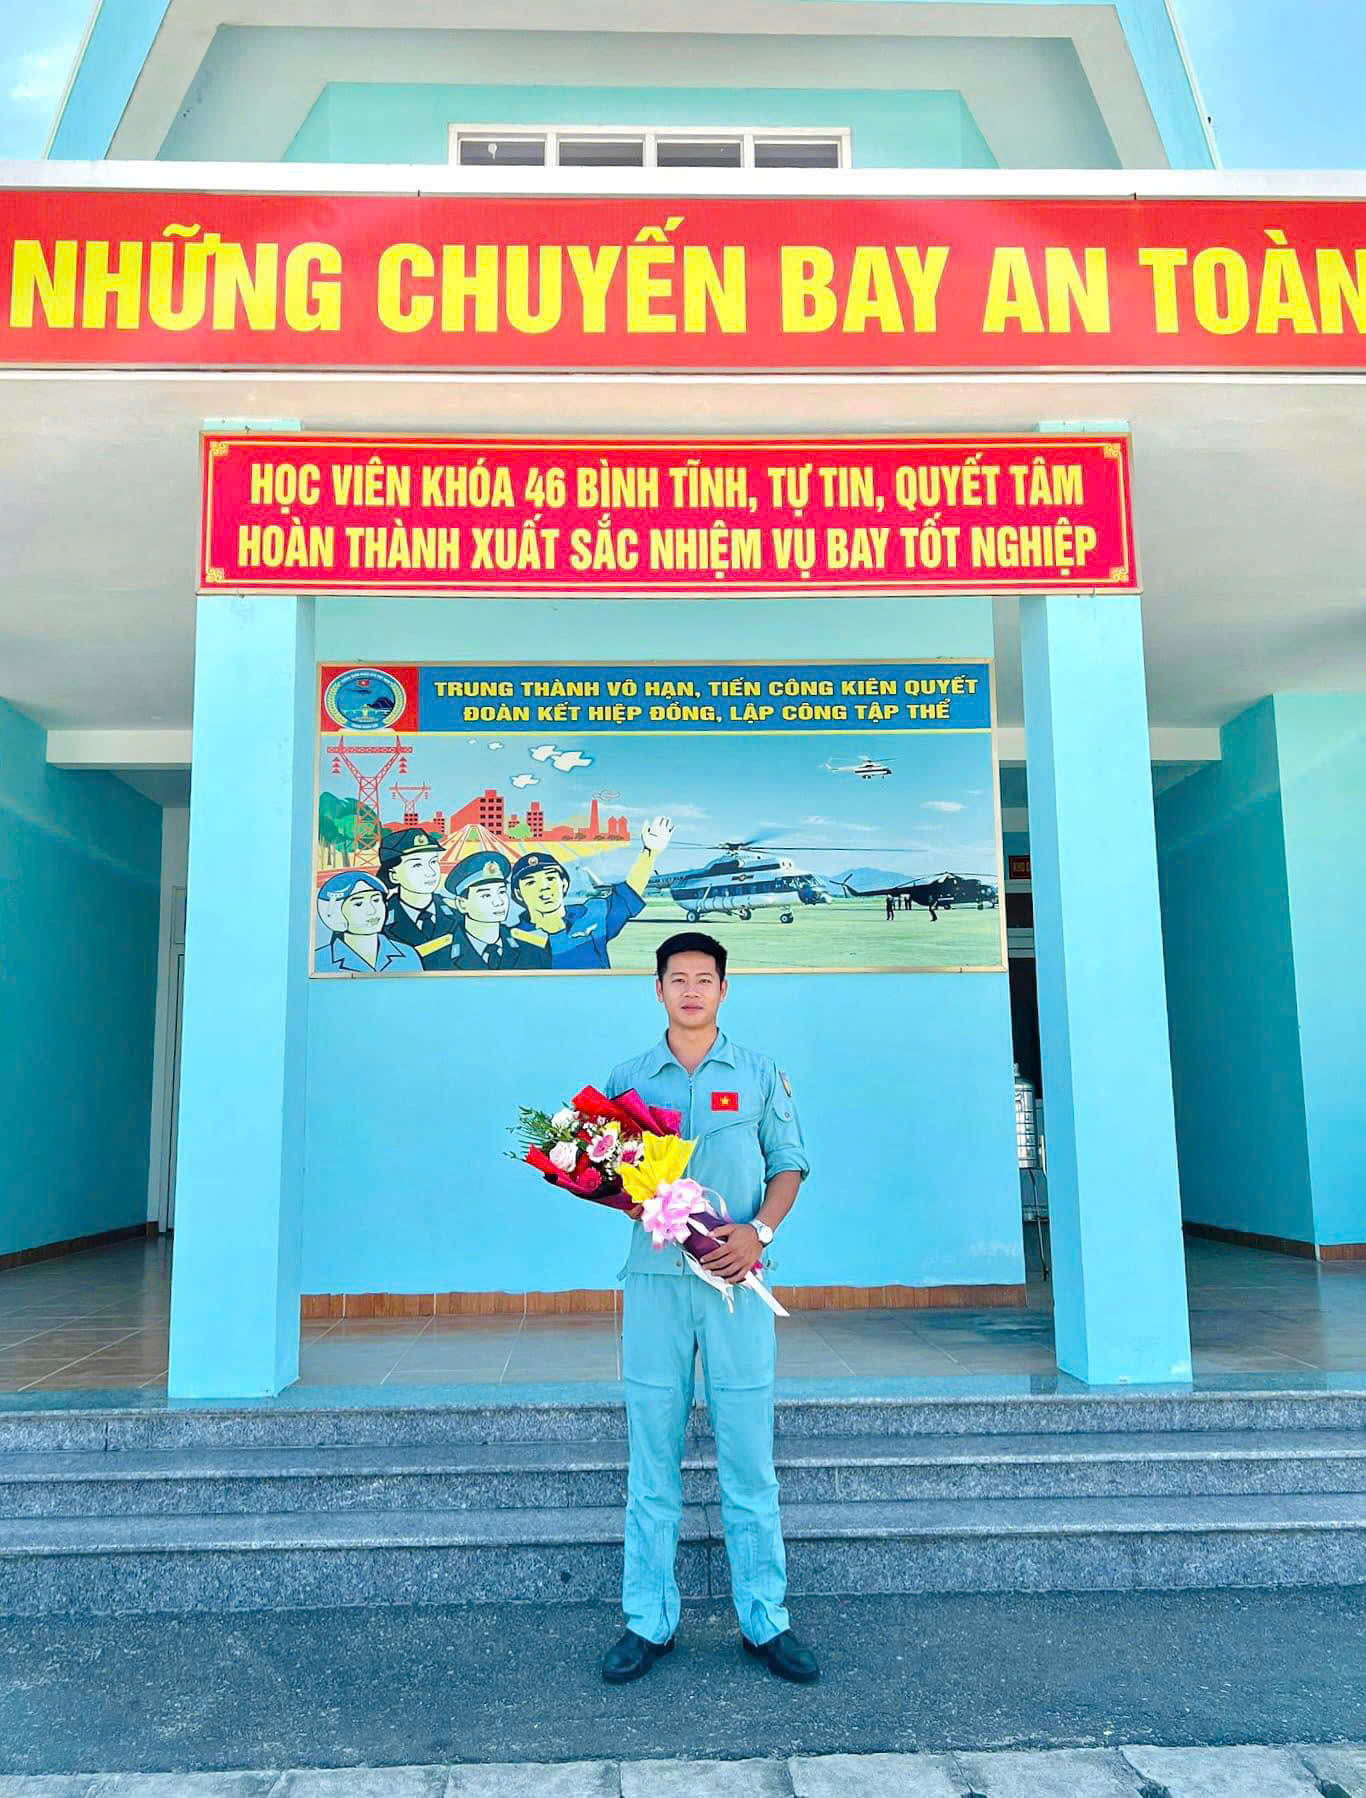 NHỮNG CHUYẾN BAY AN TOÀN
HỌC VIÊN KHÓA 46 BÌNH TĨNH, TỰ TIN, QUYẾT TÂM
HOÀN THÀNH XUẤT SẮC NHIỆM VỤ BAY TỐT NGHIỆP
TRUNG THÀNH VÔ HẠN, TIẾN CÔNG KIÊN QUYẾT
ĐOÀN KẾT HIỆP ĐỒNG, LẬP CÔNG TẬP THỂ